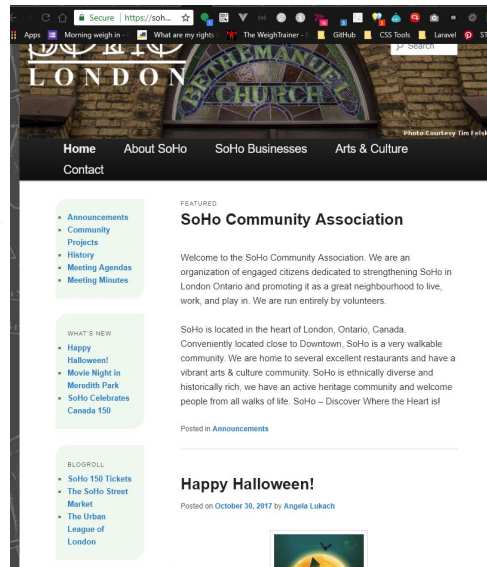 Secure | https://soh...
Apps Morning weigh in - What are my rights The WeighTrainer - GitHub CSS Tools Laravel ST
LONDON
BETHEMANUEL
CHURCH
Search
Photo Courtesy Tim Felsk
Home About SoHo SoHo Businesses Arts & Culture
Contact
Announcements
Community
Projects
History
Meeting Agendas
Meeting Minutes
WHAT'S NEW
Happy
Halloween!
Movie Night in
Meredith Park
SoHo Celebrates
Canada 150
BLOGROLL
SoHo 150 Tickets
The SoHo Street
Market
The Urban
League of
London
FEATURED
SoHo Community Association
Welcome to the SoHo Community Association. We are an
organization of engaged citizens dedicated to strengthening SoHo in
London Ontario and promoting it as a great neighbourhood to live,
work, and play in. We are run entirely by volunteers.
SoHo is located in the heart of London, Ontario, Canada.
Conveniently located close to Downtown, SoHo is a very walkable
community. We are home to several excellent restaurants and have a
vibrant arts & culture community. SoHo is ethnically diverse and
historically rich, we have an active heritage community and welcome
people from all walks of life. SoHo – Discover Where the Heart is!
Posted in Announcements
Happy Halloween!
Posted on October 30, 2017 by Angela Lukach